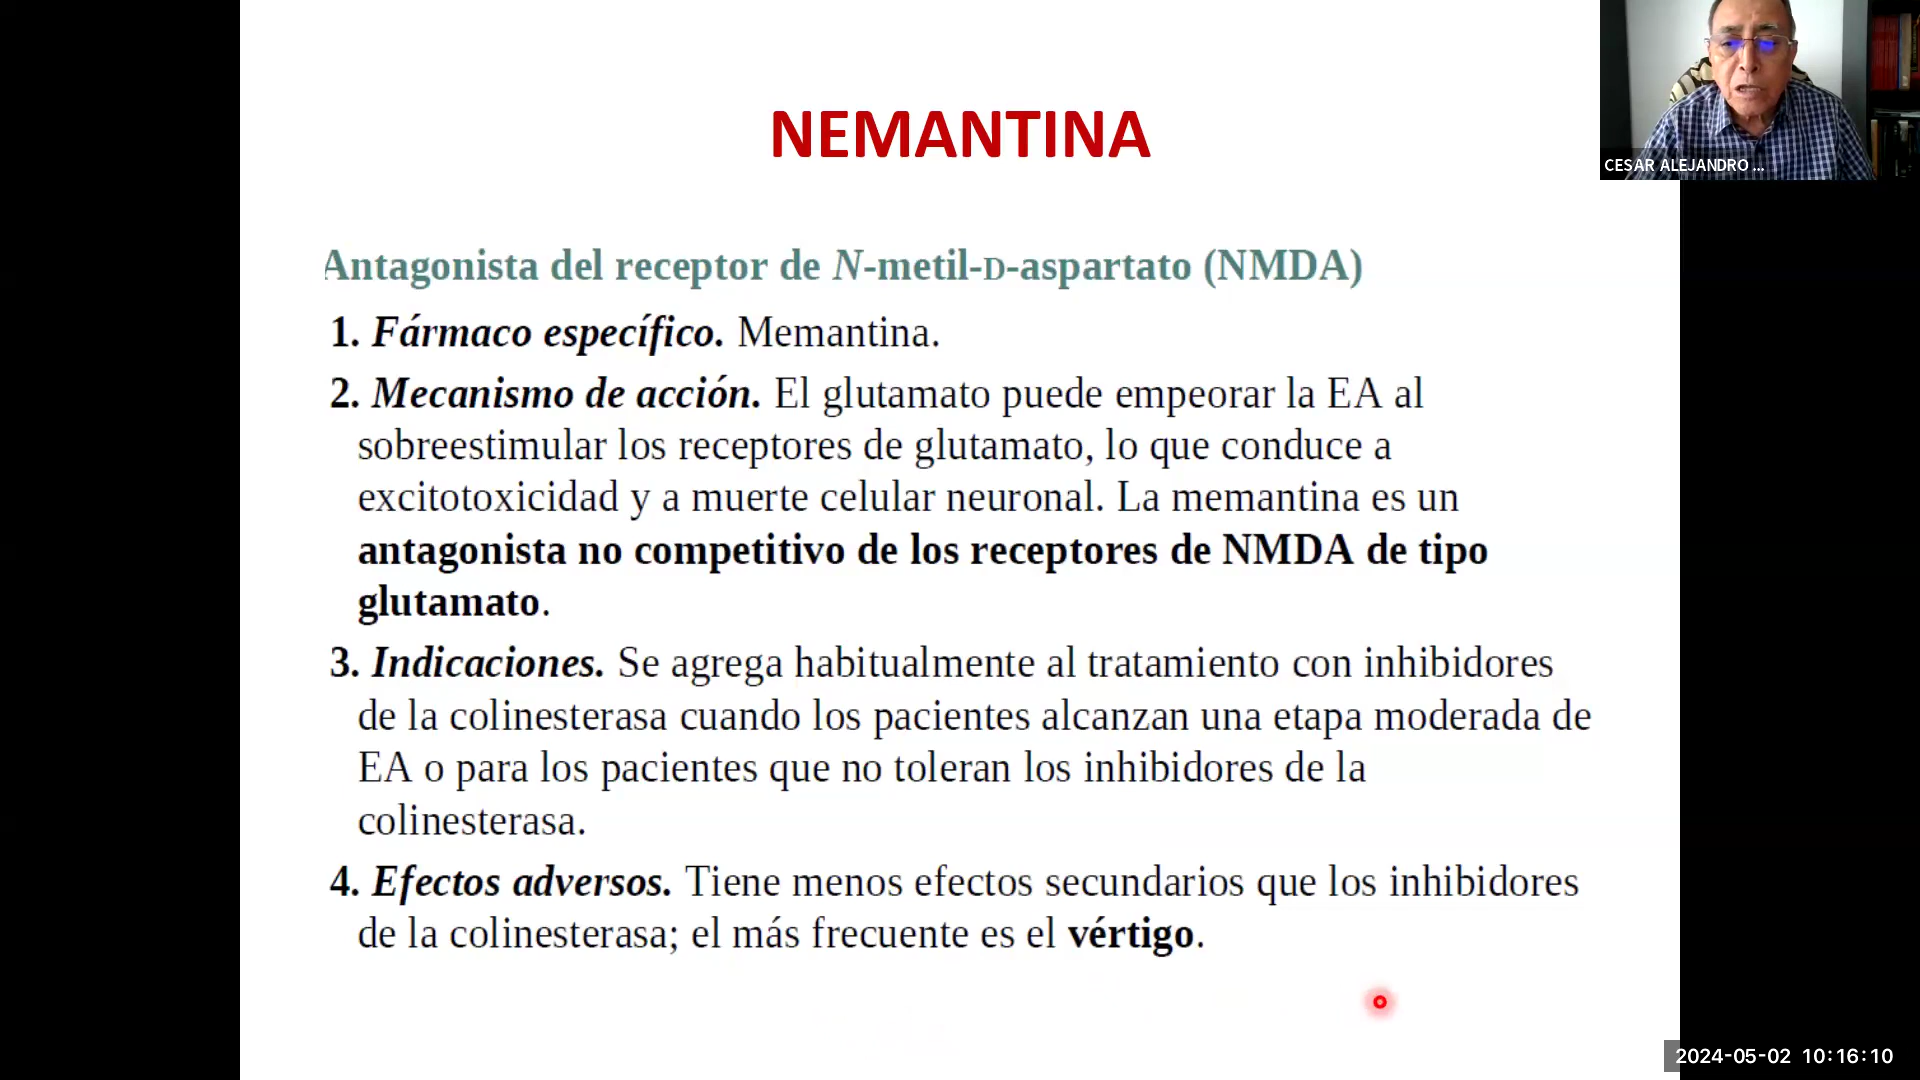 NEMANTINA
CESAR ALEJANDRO ...
Antagonista del receptor de N-metil-D-aspartato (NMDA)
1. Fármaco específico. Memantina.
2. Mecanismo de acción. El glutamato puede empeorar la EA al
sobreestimular los receptores de glutamato, lo que conduce a
excitotoxicidad y a muerte celular neuronal. La memantina es un
antagonista no competitivo de los receptores de NMDA de tipo
glutamato.
3. Indicaciones. Se agrega habitualmente al tratamiento con inhibidores
de la colinesterasa cuando los pacientes alcanzan una etapa moderada de
EA o para los pacientes que no toleran los inhibidores de la
colinesterasa.
4. Efectos adversos. Tiene menos efectos secundarios que los inhibidores
de la colinesterasa; el más frecuente es el vértigo.
2024-05-02 10:16:10